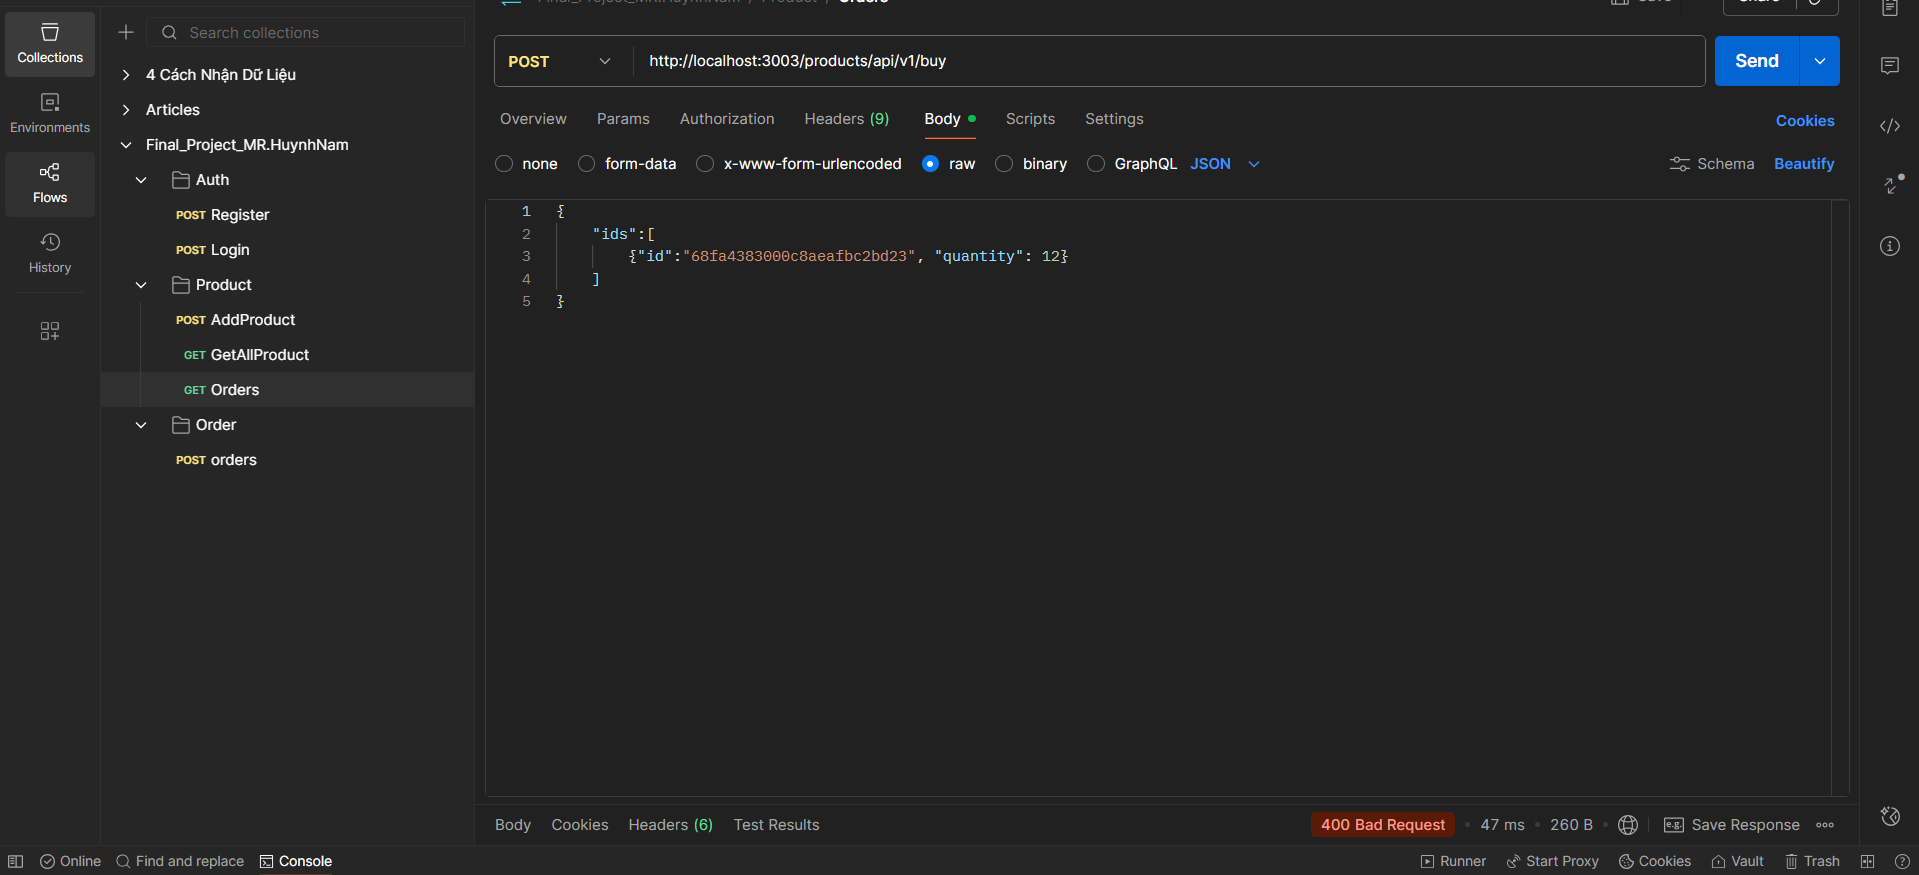 Final_Project_MR.HuynhNam / Product / Orders
Save
Share
Collections
Search collections
Environments
Flows
History
4 Cách Nhận Dữ Liệu
Articles
Final_Project_MR.HuynhNam
Auth
POST Register
POST Login
Product
POST AddProduct
GET GetAllProduct
GET Orders
Order
POST orders
POST http://localhost:3003/products/api/v1/buy
Send
Overview Params Authorization Headers (9) Body Scripts Settings
Cookies
none form-data x-www-form-urlencoded raw binary GraphQL JSON
Schema Beautify
1 {
2 "ids":[
3 {"id":"68fa4383000c8aeafbc2bd23", "quantity": 12}
4 ]
5 }
Body Cookies Headers (6) Test Results
400 Bad Request • 47 ms • 260 B • e.g. Save Response
Online Find and replace Console
Runner Start Proxy Cookies Vault Trash